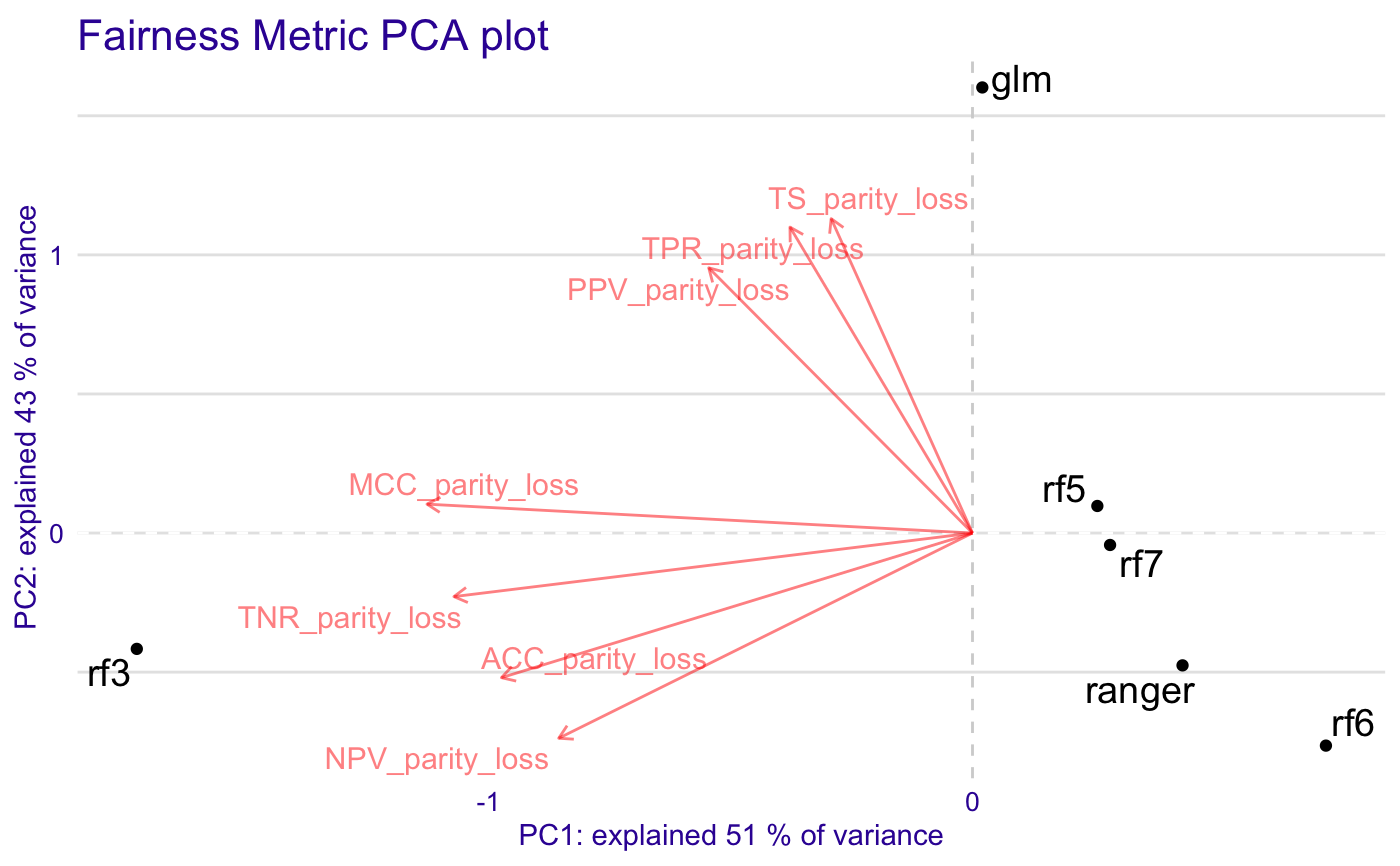 Fairness Metric PCA plot
glm
TS_parity_loss
TPR_parity_loss
PPV_parity_loss
1
PC2: explained 43 % of variance
MCC_parity_loss
rf5
0
rf7
TNR_parity_loss
ACC_parity_loss
rf3
ranger
rf6
NPV_parity_loss
-1
0
PC1: explained 51 % of variance